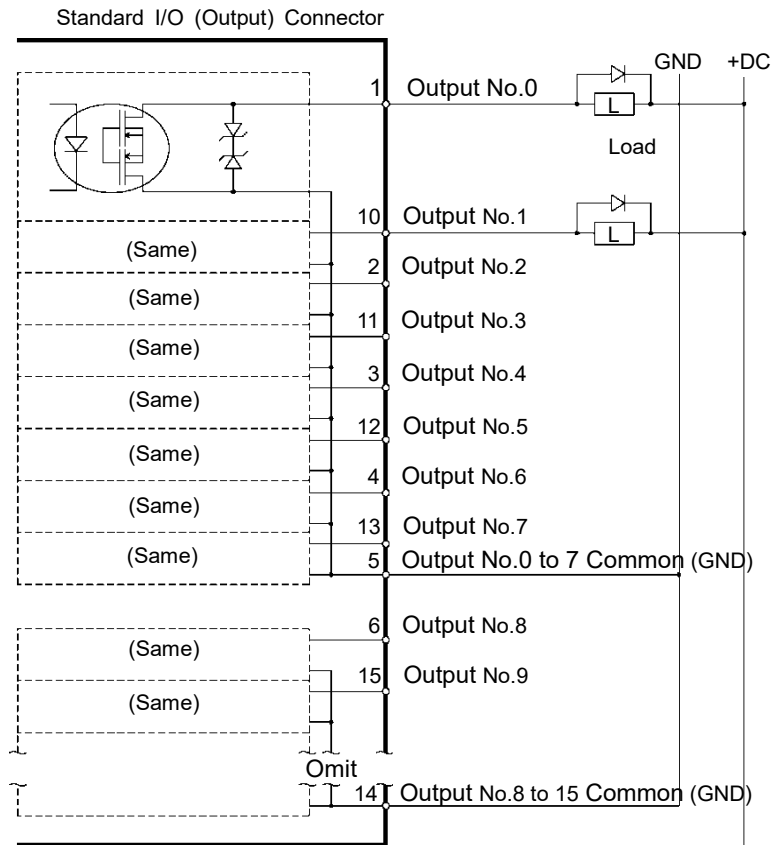 Standard I/O (Output) Connector
GND +DC
1 Output No.0
L
Load
10 Output No.1
L
(Same)
2 Output No.2
(Same)
11 Output No.3
(Same)
3 Output No.4
(Same)
12 Output No.5
(Same)
4 Output No.6
(Same)
13 Output No.7
(Same)
5 Output No.0 to 7 Common (GND)
6 Output No.8
(Same)
15 Output No.9
(Same)
Omit
14 Output No.8 to 15 Common (GND)